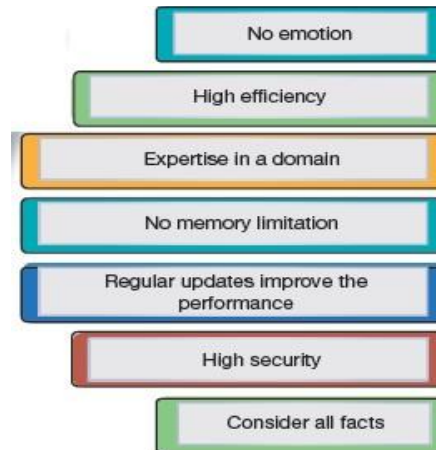 No emotion
High efficiency
Expertise in a domain
No memory limitation
Regular updates improve the
performance
High security
Consider all facts